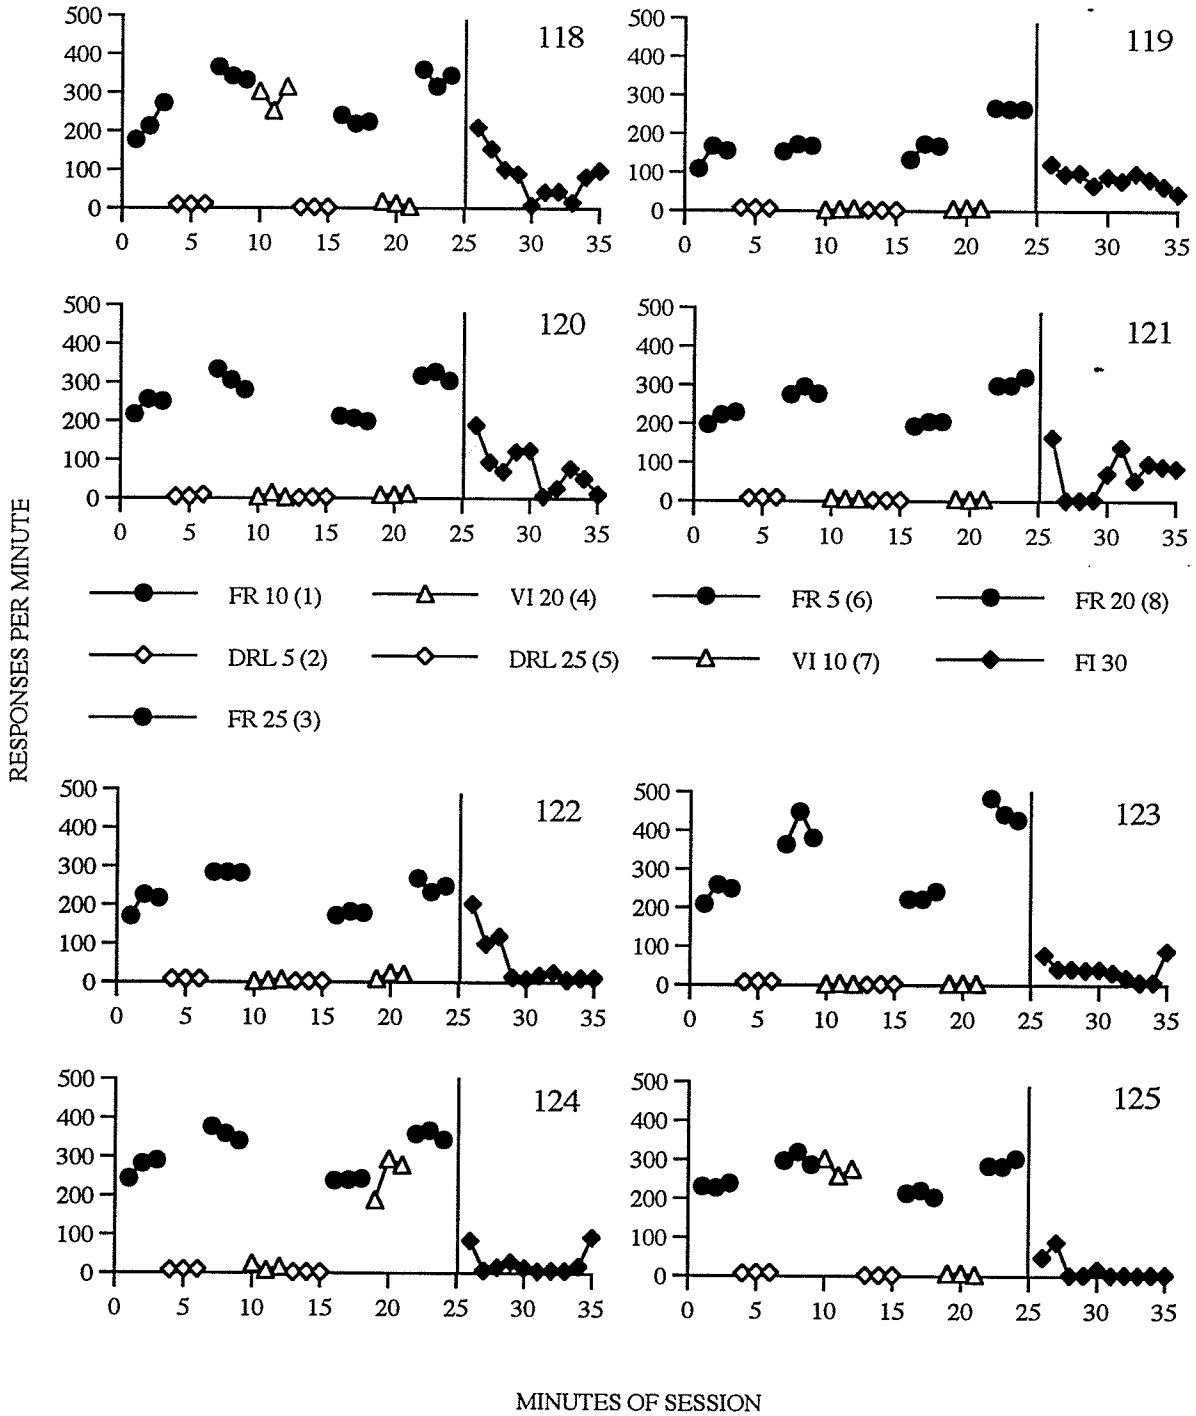 500 400 300 200 100 0
118
0 5 10 15 20 25 30 35
500 400 300 200 100 0
119
0 5 10 15 20 25 30 35
500 400 300 200 100 0
120
0 5 10 15 20 25 30 35
500 400 300 200 100 0
121
0 5 10 15 20 25 30 35
RESPONSES PER MINUTE
FR 10 (1) VI 20 (4) FR 5 (6) FR 20 (8)
DRL 5 (2) DRL 25 (5) VI 10 (7) FI 30
FR 25 (3)
500 400 300 200 100 0
122
0 5 10 15 20 25 30 35
500 400 300 200 100 0
123
0 5 10 15 20 25 30 35
500 400 300 200 100 0
124
0 5 10 15 20 25 30 35
500 400 300 200 100 0
125
0 5 10 15 20 25 30 35
MINUTES OF SESSION